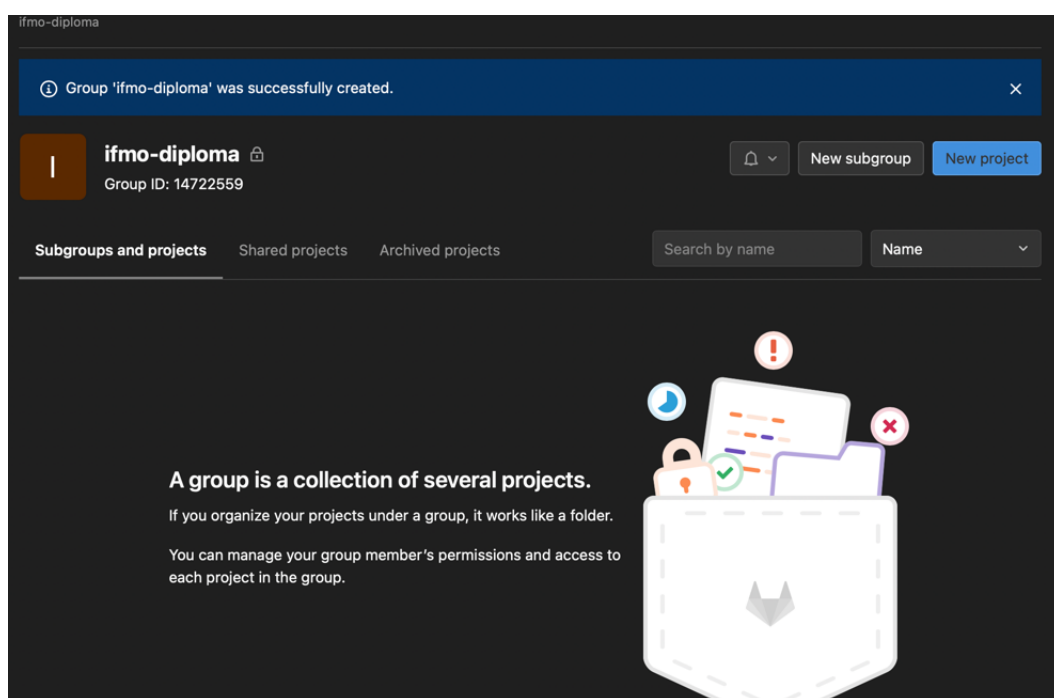 ifmo-diploma
Group 'ifmo-diploma' was successfully created.
I
ifmo-diploma
Group ID: 14722559
New subgroup
New project
Subgroups and projects
Shared projects
Archived projects
Search by name
Name
A group is a collection of several projects.
If you organize your projects under a group, it works like a folder.
You can manage your group member's permissions and access to
each project in the group.